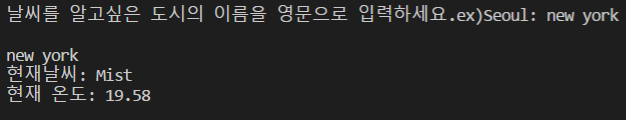 날씨를 알고싶은 도시의 이름을 영문으로 입력하세요.ex)Seoul: new york
new york
현재날씨: Mist
현재 온도: 19.58